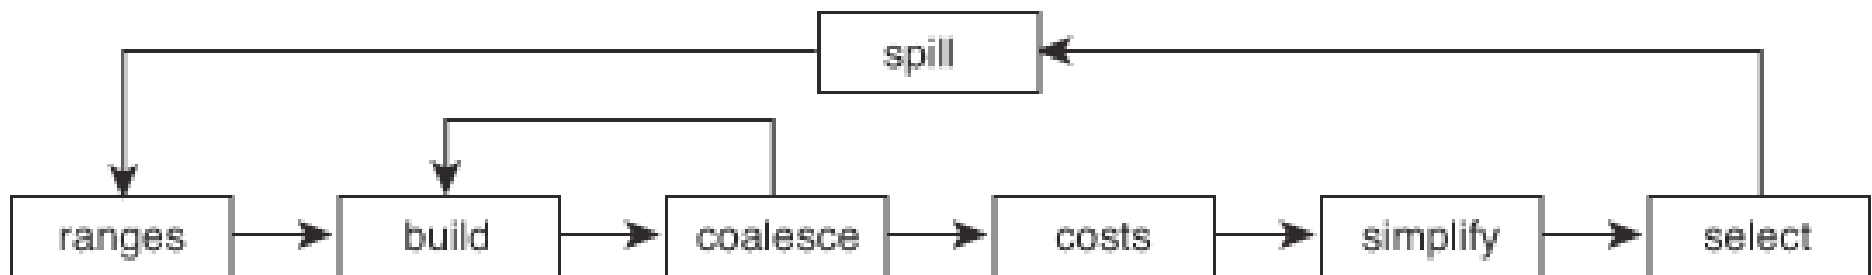 spill
ranges
build
coalesce
costs
simplify
select